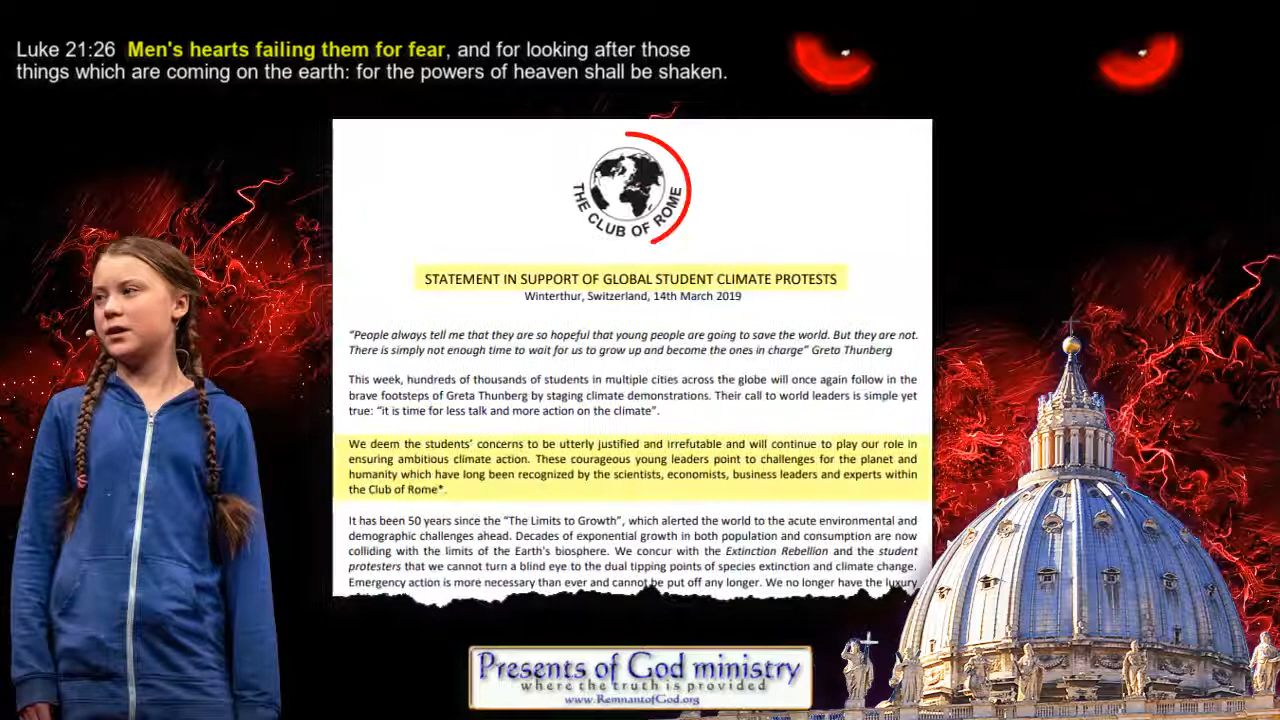 Luke 21:26  Men's hearts failing them for fear, and for looking after those
things which are coming on the earth: for the powers of heaven shall be shaken.
THE CLUB OF ROME
STATEMENT IN SUPPORT OF GLOBAL STUDENT CLIMATE PROTESTS
Winterthur, Switzerland, 14th March 2019
“People always tell me that they are so hopeful that young people are going to save the world. But they are not.
There is simply not enough time to wait for us to grow up and become the ones in charge” Greta Thunberg
This week, hundreds of thousands of students in multiple cities across the globe will once again follow in the
brave footsteps of Greta Thunberg by staging climate demonstrations. Their call to world leaders is simple yet
true: “it is time for less talk and more action on the climate”.
We deem the students’ concerns to be utterly justified and irrefutable and will continue to play our role in
ensuring ambitious climate action. These courageous young leaders point to challenges for the planet and
humanity which have long been recognized by the scientists, economists, business leaders and experts within
the Club of Rome*.
It has been 50 years since the “The Limits to Growth”, which alerted the world to the acute environmental and
demographic challenges ahead. Decades of exponential growth in both population and consumption are now
colliding with the limits of the Earth’s biosphere. We concur with the Extinction Rebellion and the student
protesters that we cannot turn a blind eye to the dual tipping points of species extinction and climate change.
Emergency action is more necessary than ever and cannot be put off any longer. We no longer have the luxury
Presents of God ministry
where the truth is provided
www.RemnantofGod.org